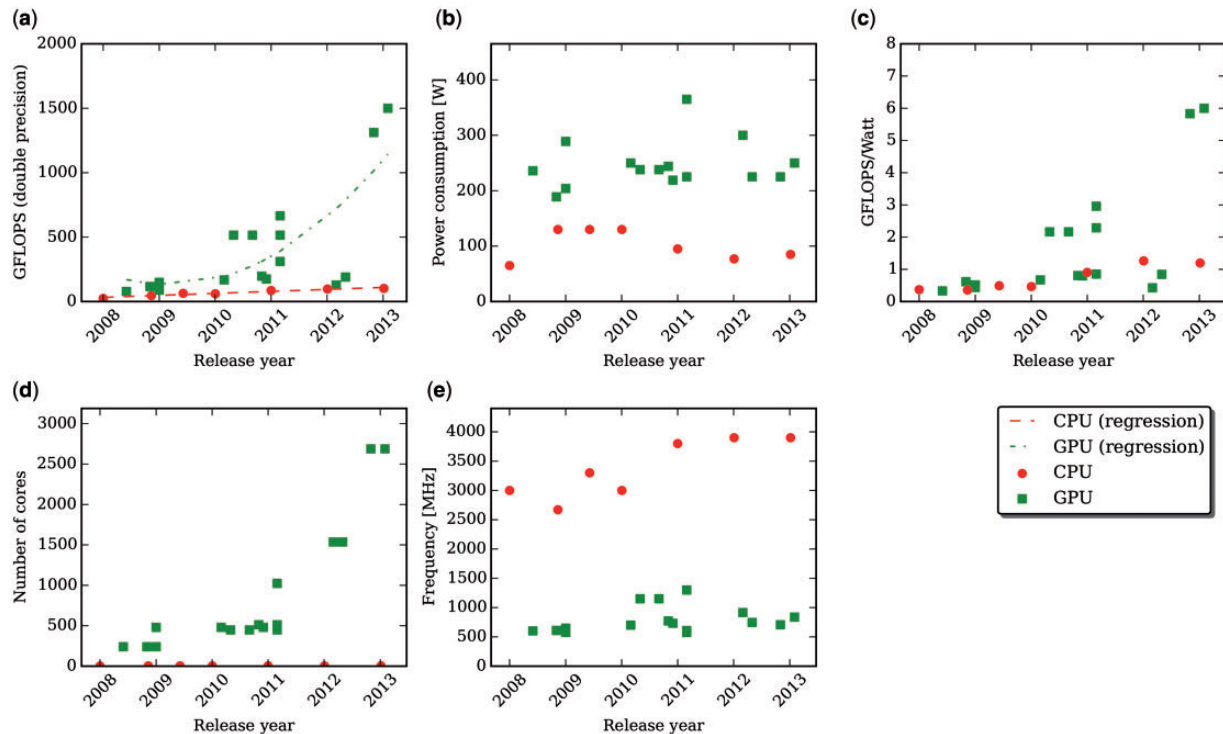 (a)
GFLOPS (double precision)
2000
1500
1000
500
0
2008 2009 2010 2011 2012 2013
Release year
(b)
Power consumption [W]
400
300
200
100
0
2008 2009 2010 2011 2012 2013
Release year
(c)
GFLOPS/Watt
8
7
6
5
4
3
2
1
0
2008 2009 2010 2011 2012 2013
Release year
(d)
Number of cores
3000
2500
2000
1500
1000
500
0
2008 2009 2010 2011 2012 2013
Release year
(e)
Frequency [MHz]
4000
3500
3000
2500
2000
1500
1000
500
0
2008 2009 2010 2011 2012 2013
Release year
CPU (regression)
GPU (regression)
CPU
GPU